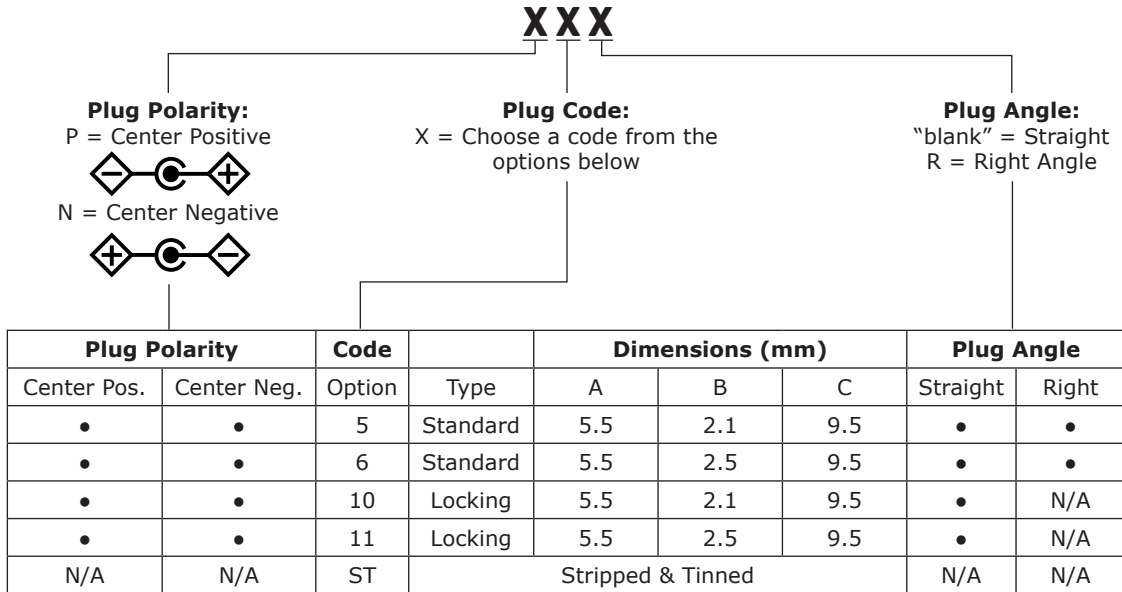 X X X
Plug Polarity:
P = Center Positive
N = Center Negative
Plug Code:
X = Choose a code from the
options below
Plug Angle:
“blank” = Straight
R = Right Angle
Plug Polarity Code Dimensions (mm) Plug Angle
Center Pos. Center Neg. Option Type A B C Straight Right
● ● 5 Standard 5.5 2.1 9.5 ● ●
● ● 6 Standard 5.5 2.5 9.5 ● ●
● ● 10 Locking 5.5 2.1 9.5 ● N/A
● ● 11 Locking 5.5 2.5 9.5 ● N/A
N/A N/A ST Stripped & Tinned N/A N/A